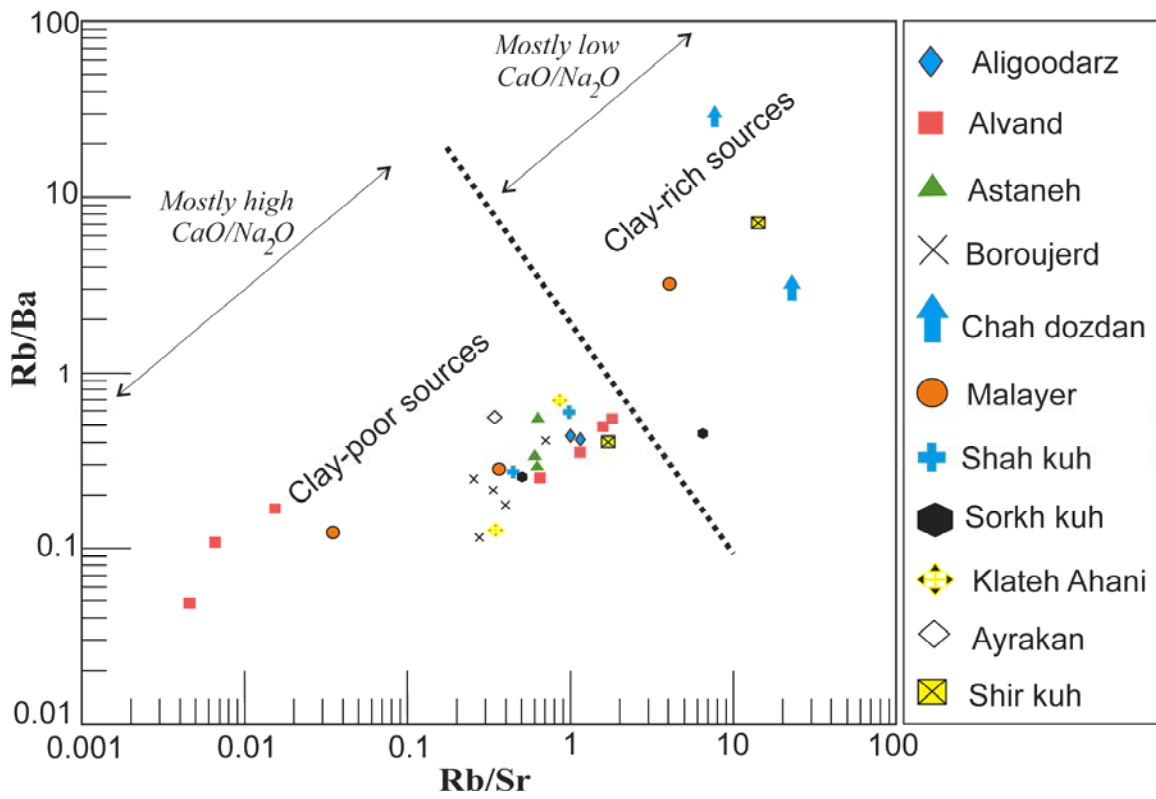 100
10
1
0.1
0.01
Rb/Ba
Mostly low
CaO/Na₂O
Mostly high
CaO/Na₂O
Clay-rich sources
Clay-poor sources
0.001
0.01
0.1
1
10
100
Rb/Sr
Aligoodarz
Alvand
Astaneh
Boroujerd
Chah dozdan
Malayer
Shah kuh
Sorkh kuh
Klateh Ahani
Ayrakan
Shir kuh